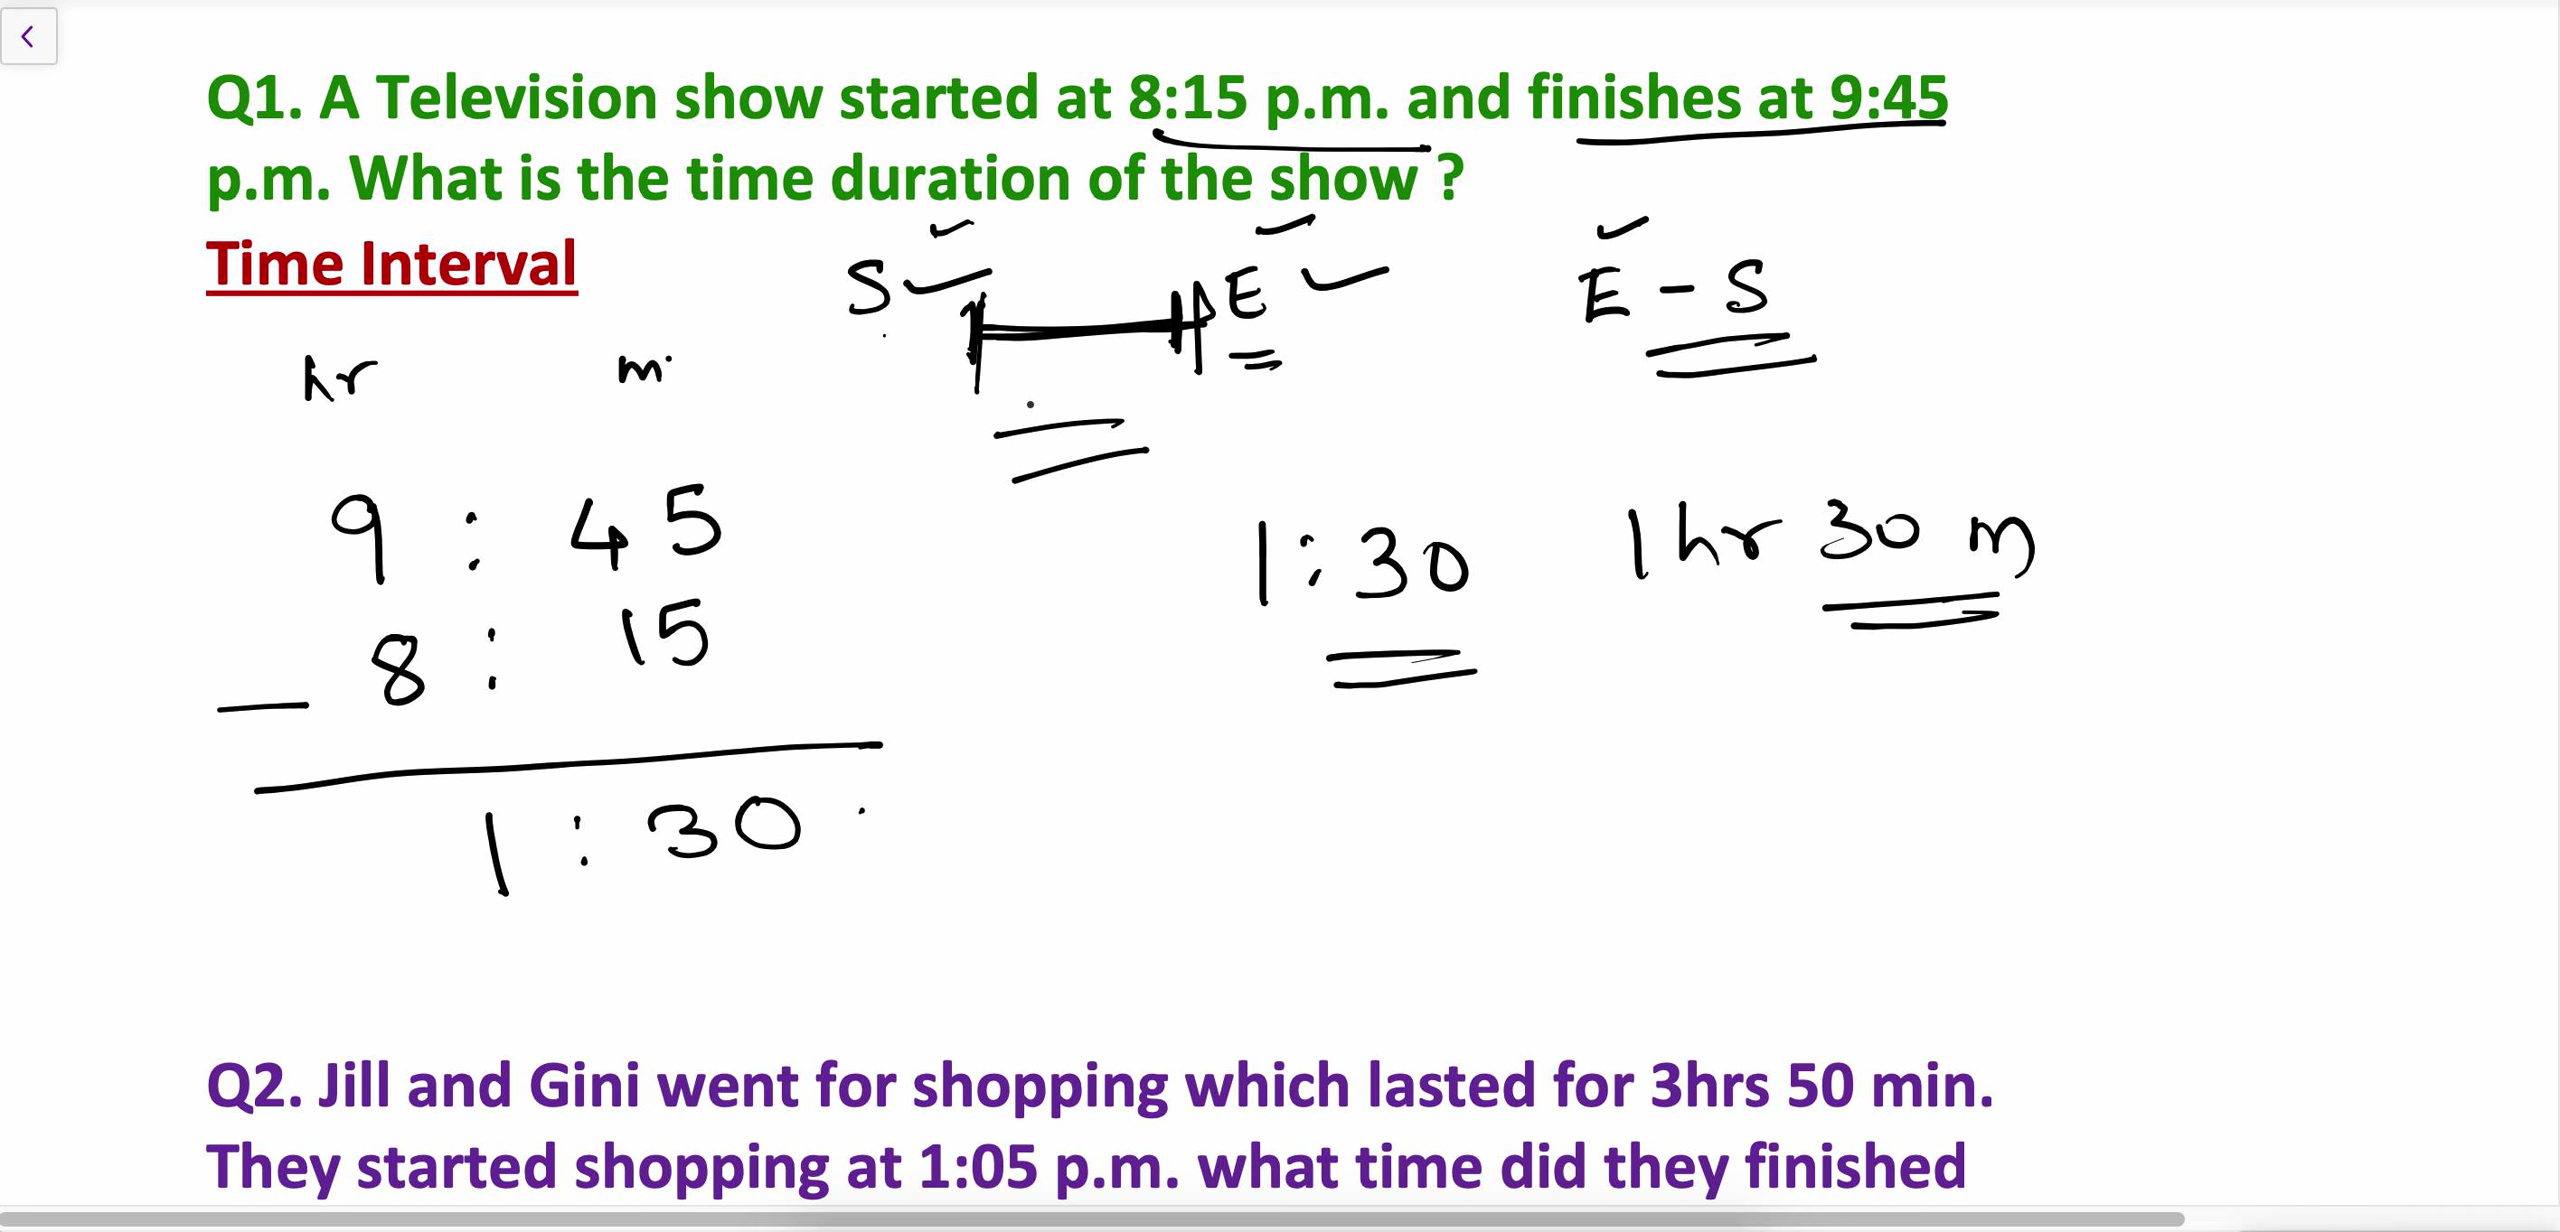 Q1. A Television show started at 8:15 p.m. and finishes at 9:45
p.m. What is the time duration of the show ?
Time Interval
S E E - S
hr m
9 : 45
1:30 1hr 30 m
- 8 : 15
1 : 30
Q2. Jill and Gini went for shopping which lasted for 3hrs 50 min.
They started shopping at 1:05 p.m. what time did they finished